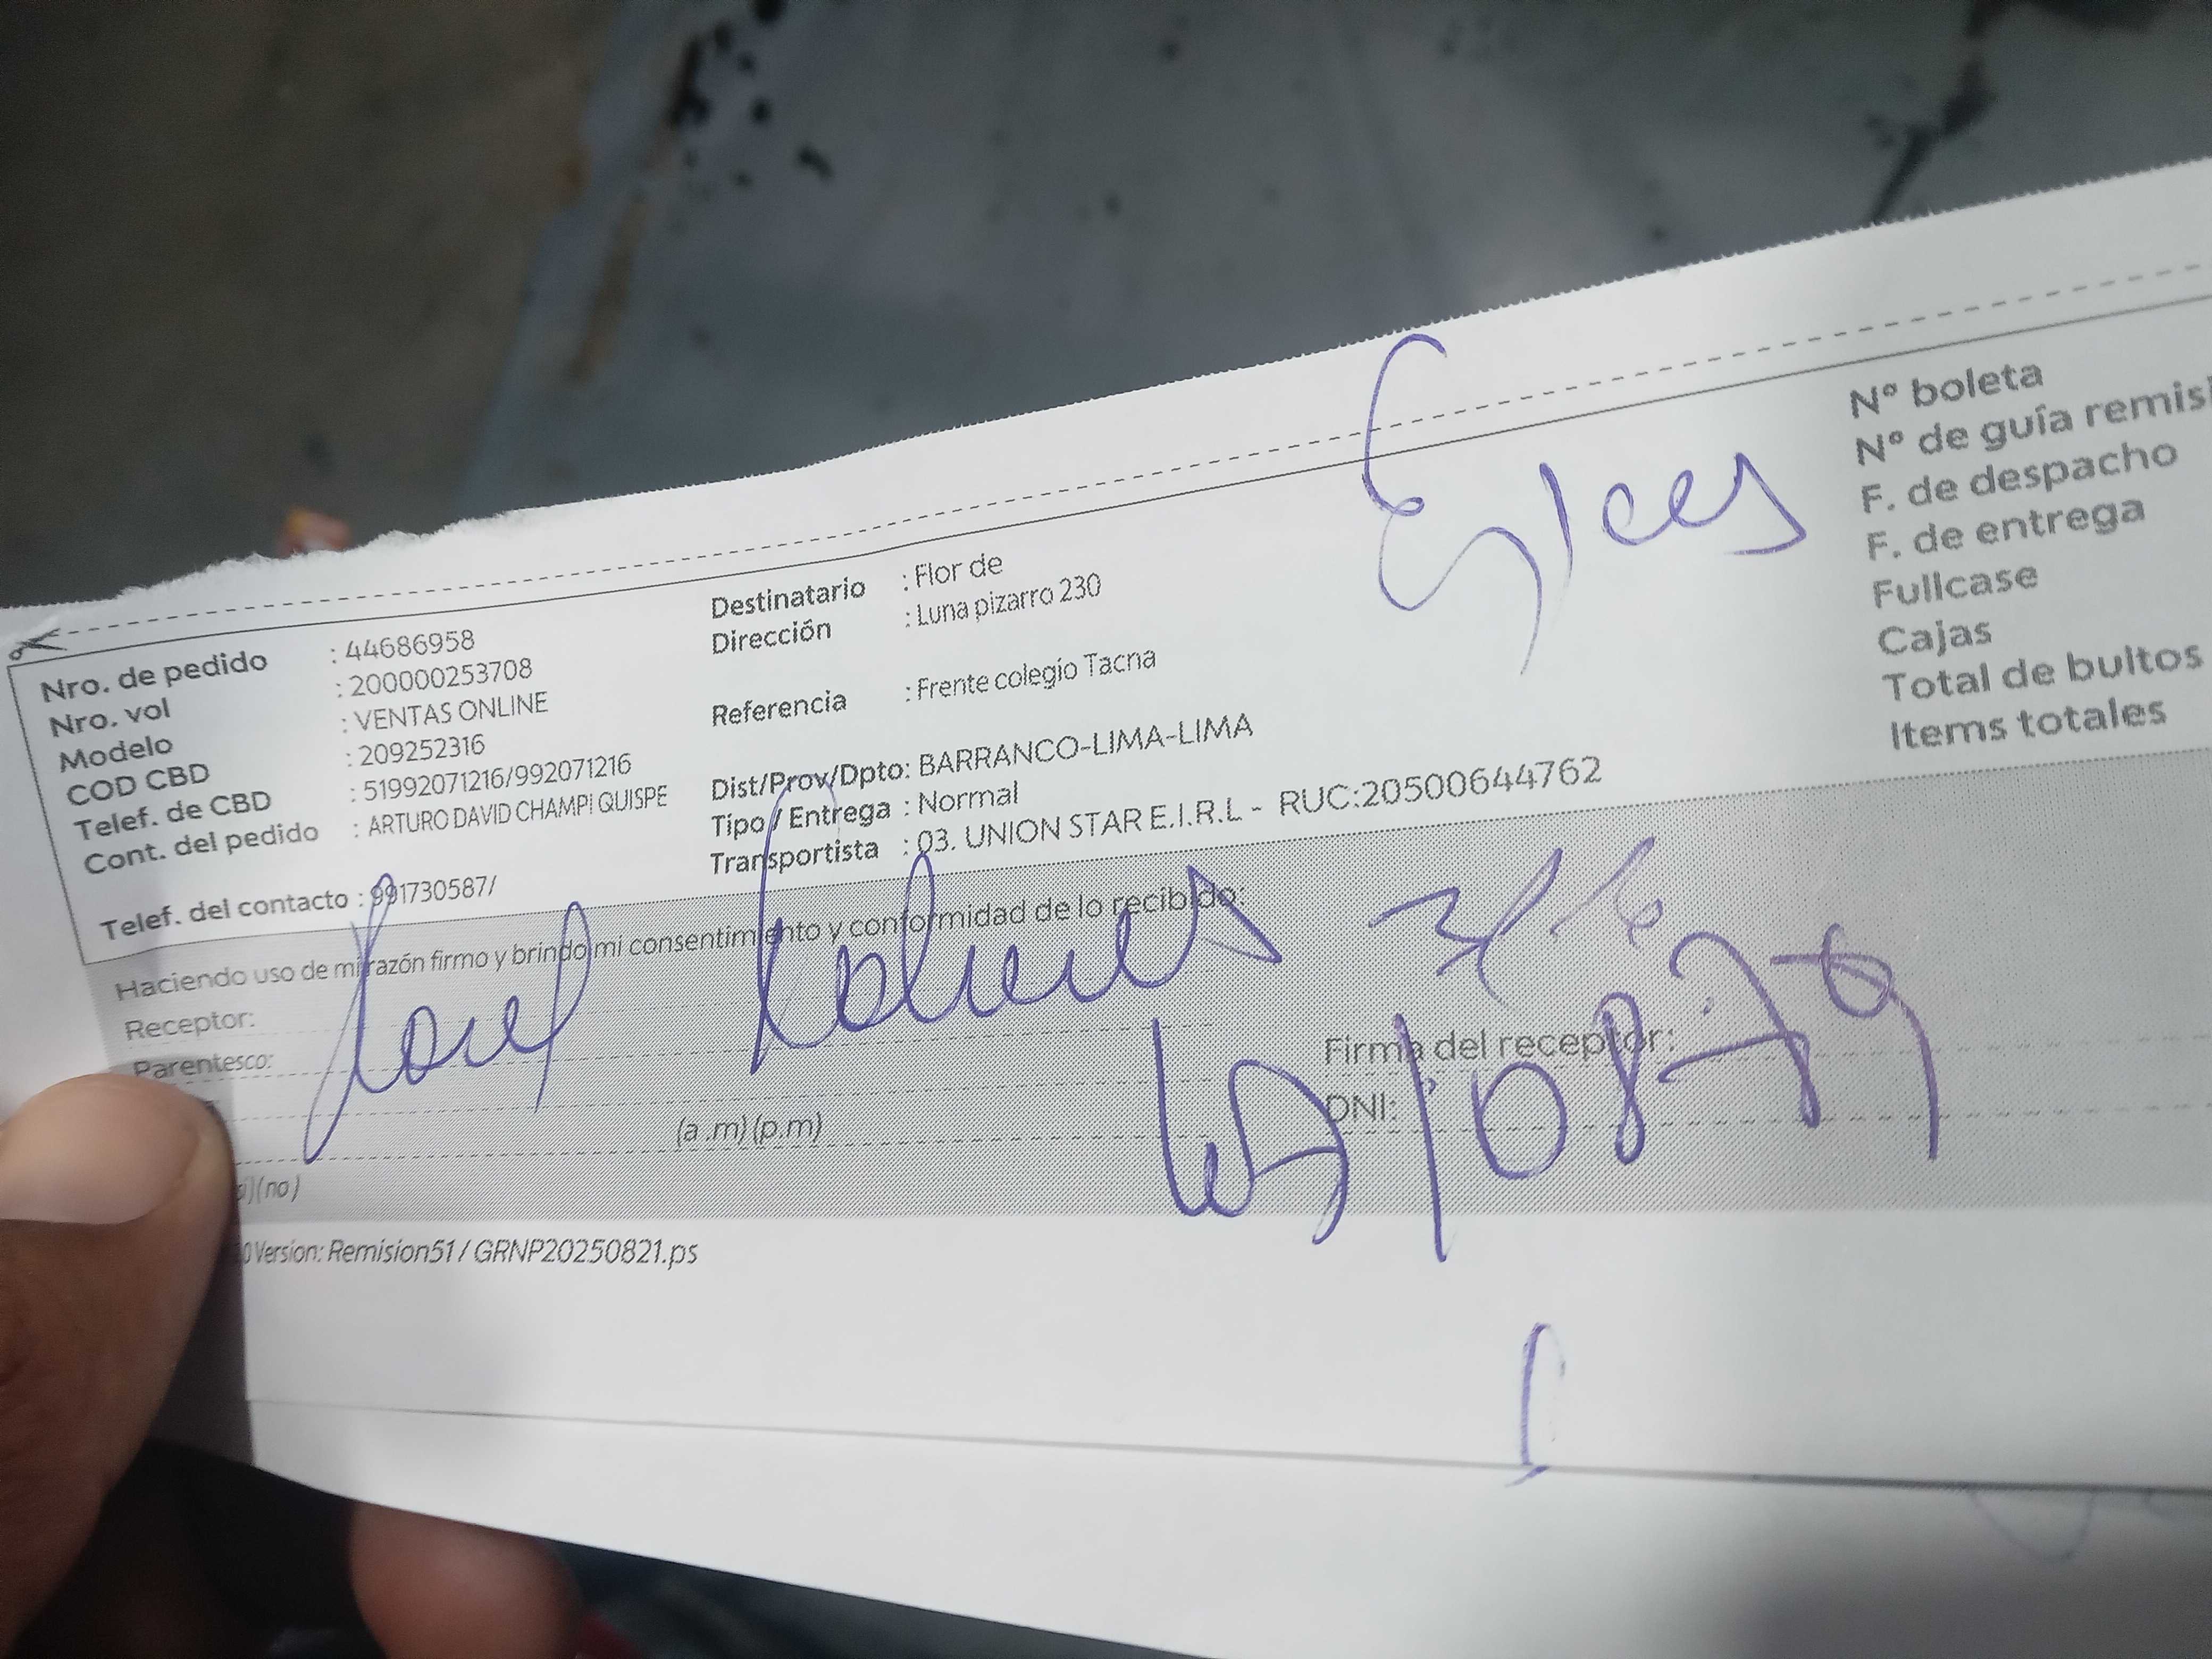 Nro. de pedido : 44686958
Nro. vol : 200000253708
Modelo : VENTAS ONLINE
COD CBD : 209252316
Telef. de CBD : 51992071216/992071216
Cont. del pedido : ARTURO DAVID CHAMPI QUISPE
Telef. del contacto : 991730587/
Destinatario : Flor de
Dirección : Luna pizarro 230
Referencia : Frente colegio Tacna
Dist/Prov/Dpto: BARRANCO-LIMA-LIMA
Tipo / Entrega : Normal
Transportista : 03. UNION STAR E.I.R.L - RUC:20500644762
N° boleta
N° de guía remisi
F. de despacho
F. de entrega
Fullcase
Cajas
Total de bultos
Items totales
Haciendo uso de mi razón firmo y brindo mi consentimiento y conformidad de lo recibido:
Receptor:
Parentesco:
(a .m) (p.m)
Firma del receptor:
DNI:
si)(no)
0 Version: Remision51 / GRNP20250821.ps